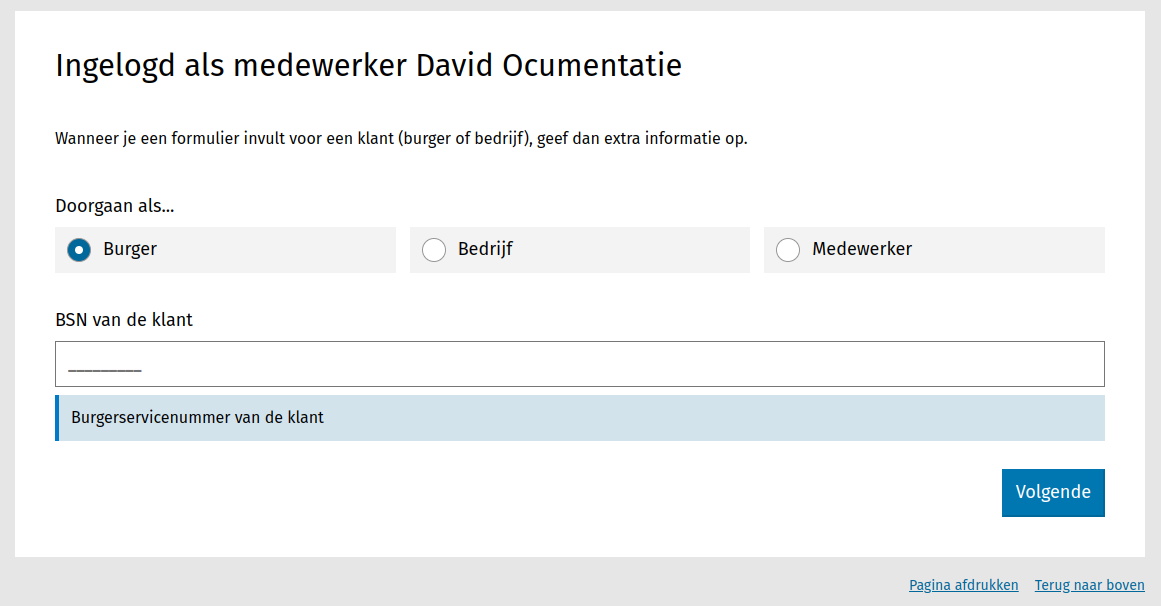 Ingelogd als medewerker David Ocumentatie
Wanneer je een formulier invult voor een klant (burger of bedrijf), geef dan extra informatie op.
Doorgaan als...
Burger
Bedrijf
Medewerker
BSN van de klant
_________
Burgerservicenummer van de klant
Volgende
Pagina afdrukken
Terug naar boven